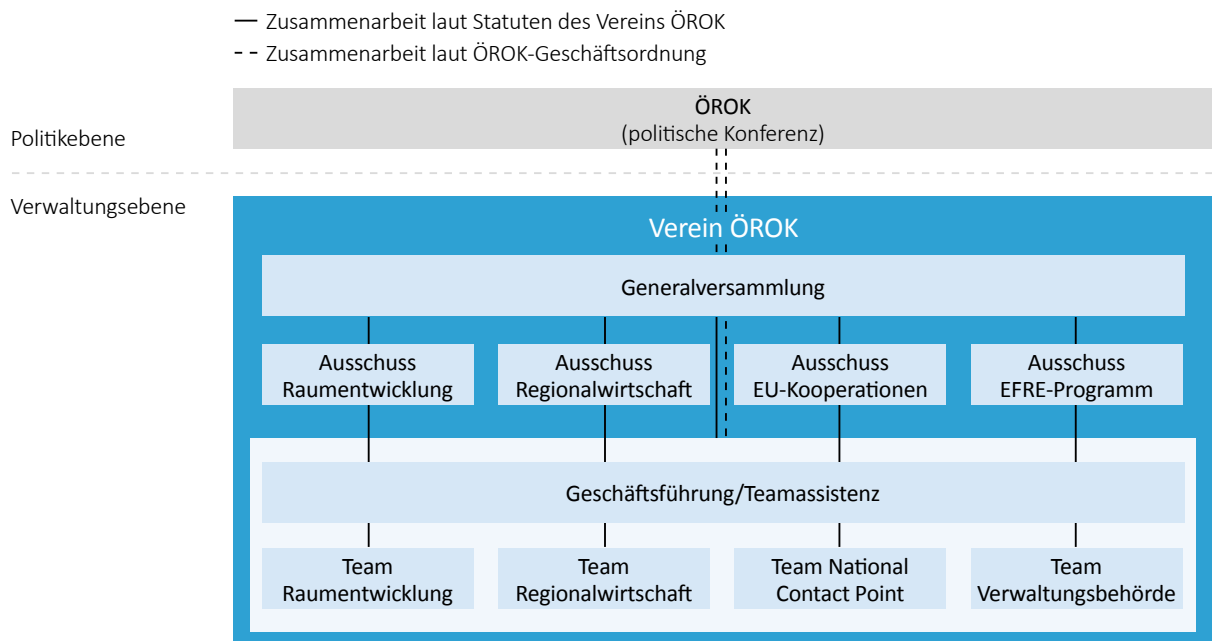 Zusammenarbeit laut Statuten des Vereins ÖROK
Zusammenarbeit laut ÖROK-Geschäftsordnung
ÖROK
(politische Konferenz)
Politikebene
Verwaltungsebene
Verein ÖROK
Generalversammlung
Ausschuss
Raumentwicklung
Ausschuss
Regionalwirtschaft
Ausschuss
EU-Kooperationen
Ausschuss
EFRE-Programm
Geschäftsführung/Teamassistenz
Team
Raumentwicklung
Team
Regionalwirtschaft
Team National
Contact Point
Team
Verwaltungsbehörde